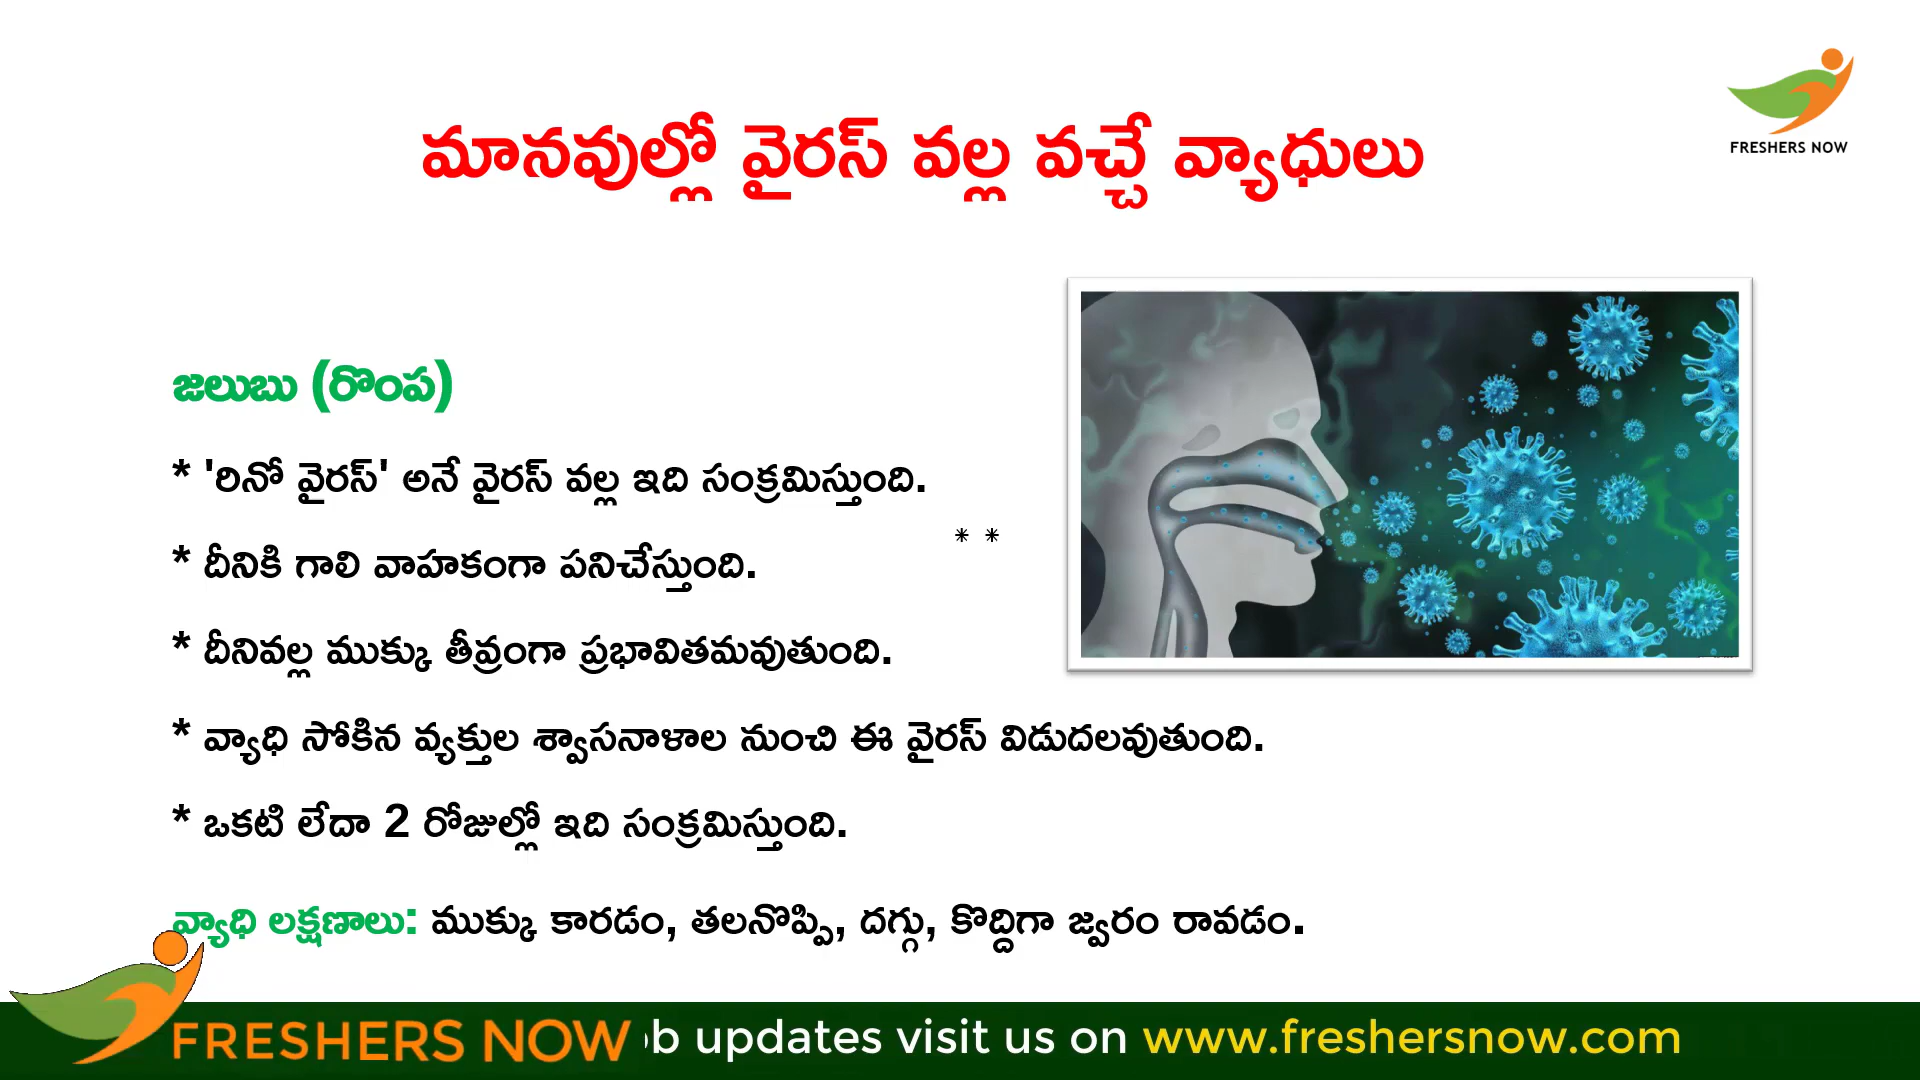 మానవుల్లో వైరస్ వల్ల వచ్చే వ్యాధులు
FRESHERS NOW
జలుబు (రొంప)
* 'రినో వైరస్' అనే వైరస్ వల్ల ఇది సంక్రమిస్తుంది.
* *
* దీనికి గాలి వాహకంగా పనిచేస్తుంది.
* దీనివల్ల ముక్కు తీవ్రంగా ప్రభావితమవుతుంది.
* వ్యాధి సోకిన వ్యక్తుల శ్వాసనాళాల నుంచి ఈ వైరస్ విడుదలవుతుంది.
* ఒకటి లేదా 2 రోజుల్లో ఇది సంక్రమిస్తుంది.
వ్యాధి లక్షణాలు: ముక్కు కారడం, తలనొప్పి, దగ్గు, కొద్దిగా జ్వరం రావడం.
FRESHERS NOW b updates visit us on www.freshersnow.com